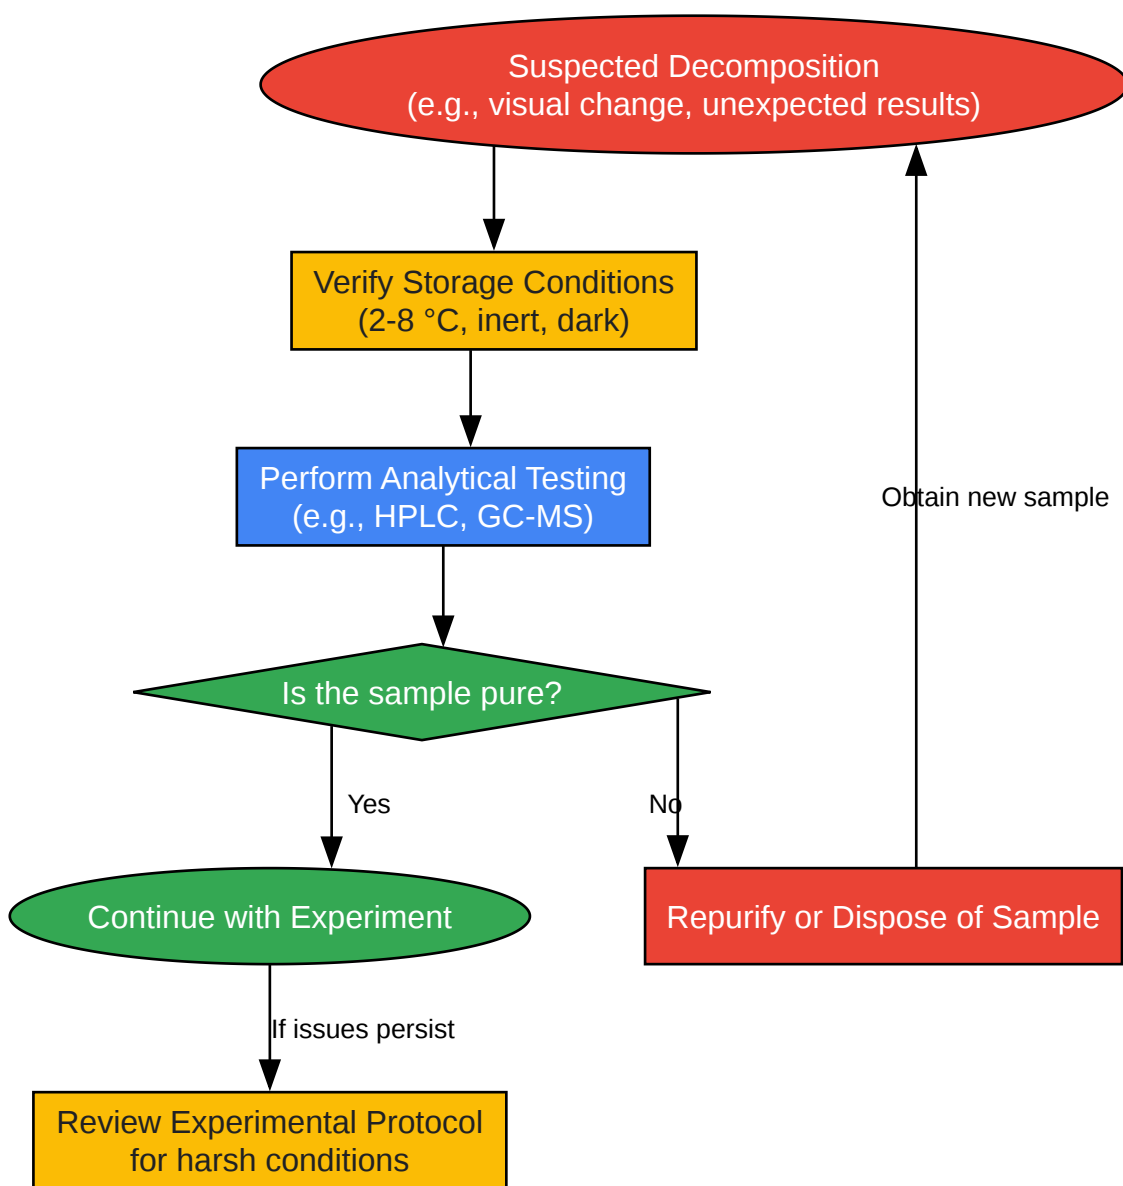 Suspected Decomposition
(e.g., visual change, unexpected results)
Verify Storage Conditions
(2-8 °C, inert, dark)
Perform Analytical Testing
(e.g., HPLC, GC-MS)
Obtain new sample
Is the sample pure?
Yes
No
Continue with Experiment
Repurify or Dispose of Sample
If issues persist
Review Experimental Protocol
for harsh conditions